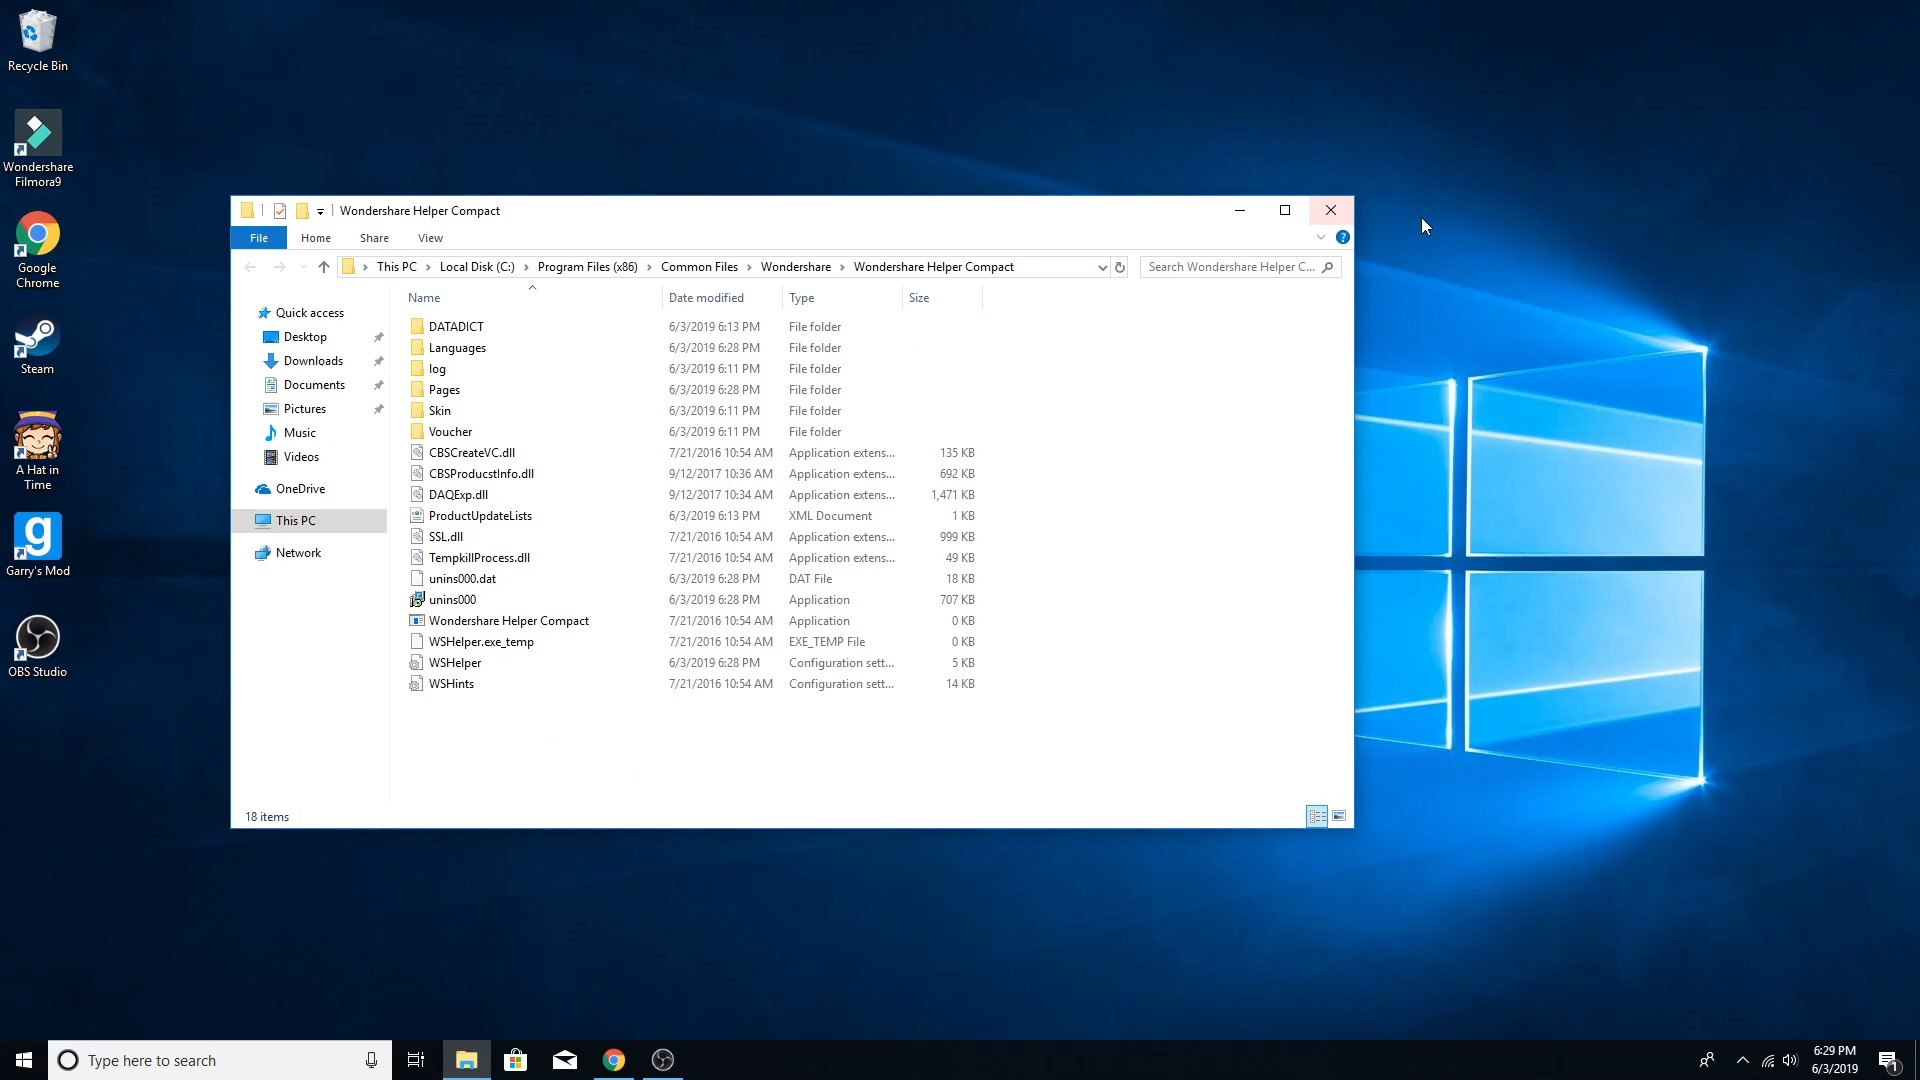 Recycle Bin
Wondershare
Filmora9
Google
Chrome
Steam
A Hat in
Time
g
Garry's Mod
OBS Studio
Wondershare Helper Compact
File Home Share View
?
This PC > Local Disk (C:) > Program Files (x86) > Common Files > Wondershare > Wondershare Helper Compact
Search Wondershare Helper C...
Quick access
Desktop
Downloads
Documents
Pictures
Music
Videos
OneDrive
This PC
Network
Name Date modified Type Size
DATADICT 6/3/2019 6:13 PM File folder
Languages 6/3/2019 6:28 PM File folder
log 6/3/2019 6:11 PM File folder
Pages 6/3/2019 6:28 PM File folder
Skin 6/3/2019 6:11 PM File folder
Voucher 6/3/2019 6:11 PM File folder
CBSCreateVC.dll 7/21/2016 10:54 AM Application extens... 135 KB
CBSProducstInfo.dll 9/12/2017 10:36 AM Application extens... 692 KB
DAQExp.dll 9/12/2017 10:34 AM Application extens... 1,471 KB
ProductUpdateLists 6/3/2019 6:13 PM XML Document 1 KB
SSL.dll 7/21/2016 10:54 AM Application extens... 999 KB
TempkillProcess.dll 7/21/2016 10:54 AM Application extens... 49 KB
unins000.dat 6/3/2019 6:28 PM DAT File 18 KB
unins000 6/3/2019 6:28 PM Application 707 KB
Wondershare Helper Compact 7/21/2016 10:54 AM Application 0 KB
WSHelper.exe_temp 7/21/2016 10:54 AM EXE_TEMP File 0 KB
WSHelper 6/3/2019 6:28 PM Configuration sett... 5 KB
WSHints 7/21/2016 10:54 AM Configuration sett... 14 KB
18 items
Type here to search
6:29 PM
6/3/2019
1